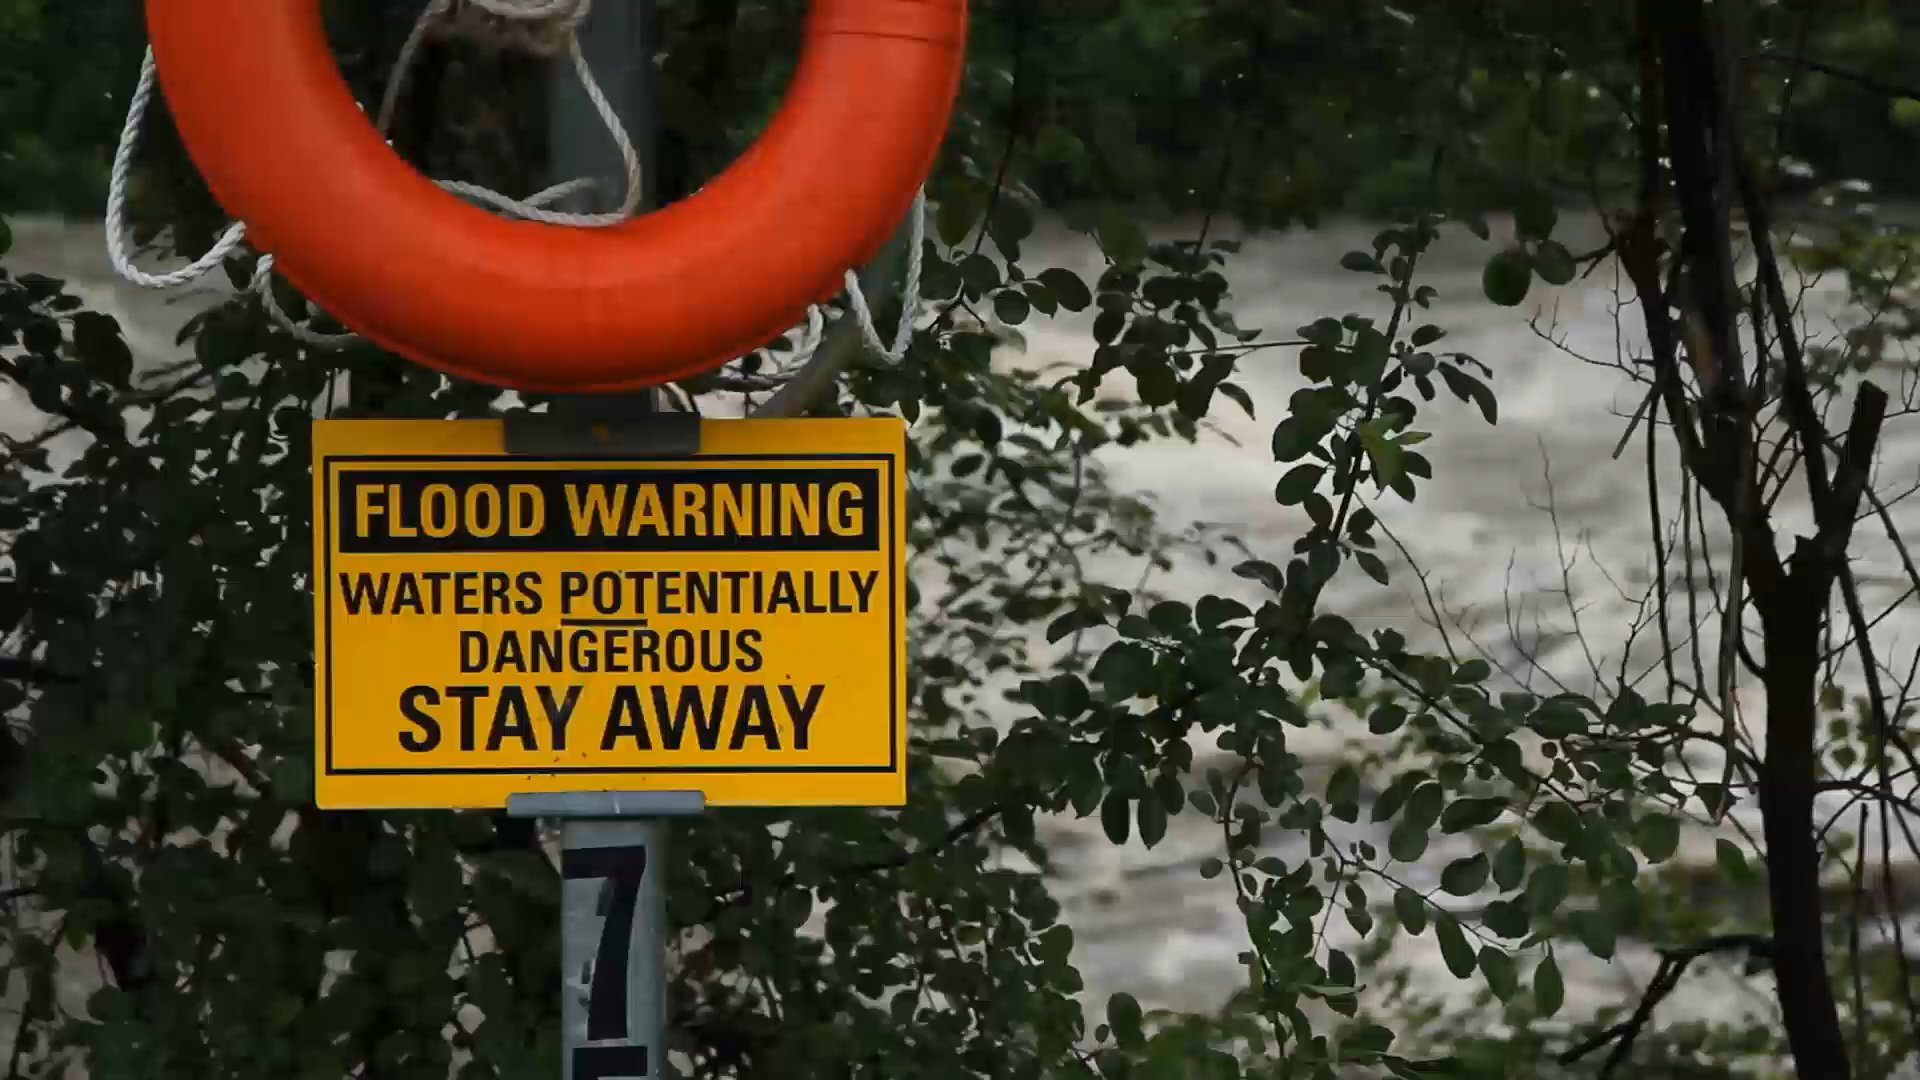 FLOOD WARNING
WATERS POTENTIALLY
DANGEROUS
STAY AWAY
7